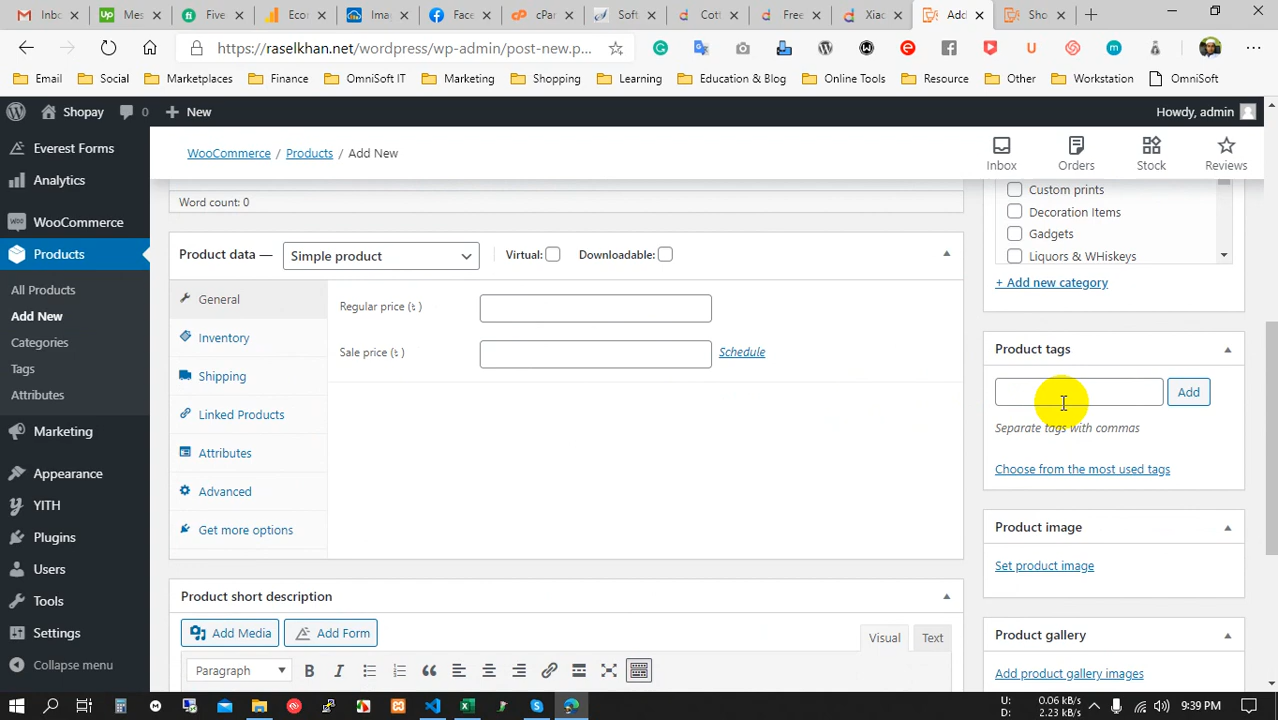 Inbo
Mes
Five
Ecor
Ima
Face
cPar
Soft
Cott
Free
Xiac
Add
Sho
https://raselkhan.net/wordpress/wp-admin/post-new.p...
Email
Social
Marketplaces
Finance
OmniSoft IT
Marketing
Shopping
Learning
Education & Blog
Online Tools
Resource
Other
Workstation
OmniSoft
Shopay
0
New
Howdy, admin
Everest Forms
Analytics
WooCommerce
Products
All Products
Add New
Categories
Tags
Attributes
Marketing
Appearance
YITH
Plugins
Users
Tools
Settings
Collapse menu
WooCommerce / Products / Add New
Inbox
Orders
Stock
Reviews
Word count: 0
Product data — Simple product Virtual: Downloadable:
General
Inventory
Shipping
Linked Products
Attributes
Advanced
Get more options
Regular price (৳ )
Sale price (৳ )
Schedule
Product short description
Add Media
Add Form
Visual
Text
Paragraph
B I
Custom prints
Decoration Items
Gadgets
Liquors & WHiskeys
+ Add new category
Product tags
Add
Separate tags with commas
Choose from the most used tags
Product image
Set product image
Product gallery
Add product gallery images
U: 0.06 kB/s
D: 2.23 kB/s
9:39 PM